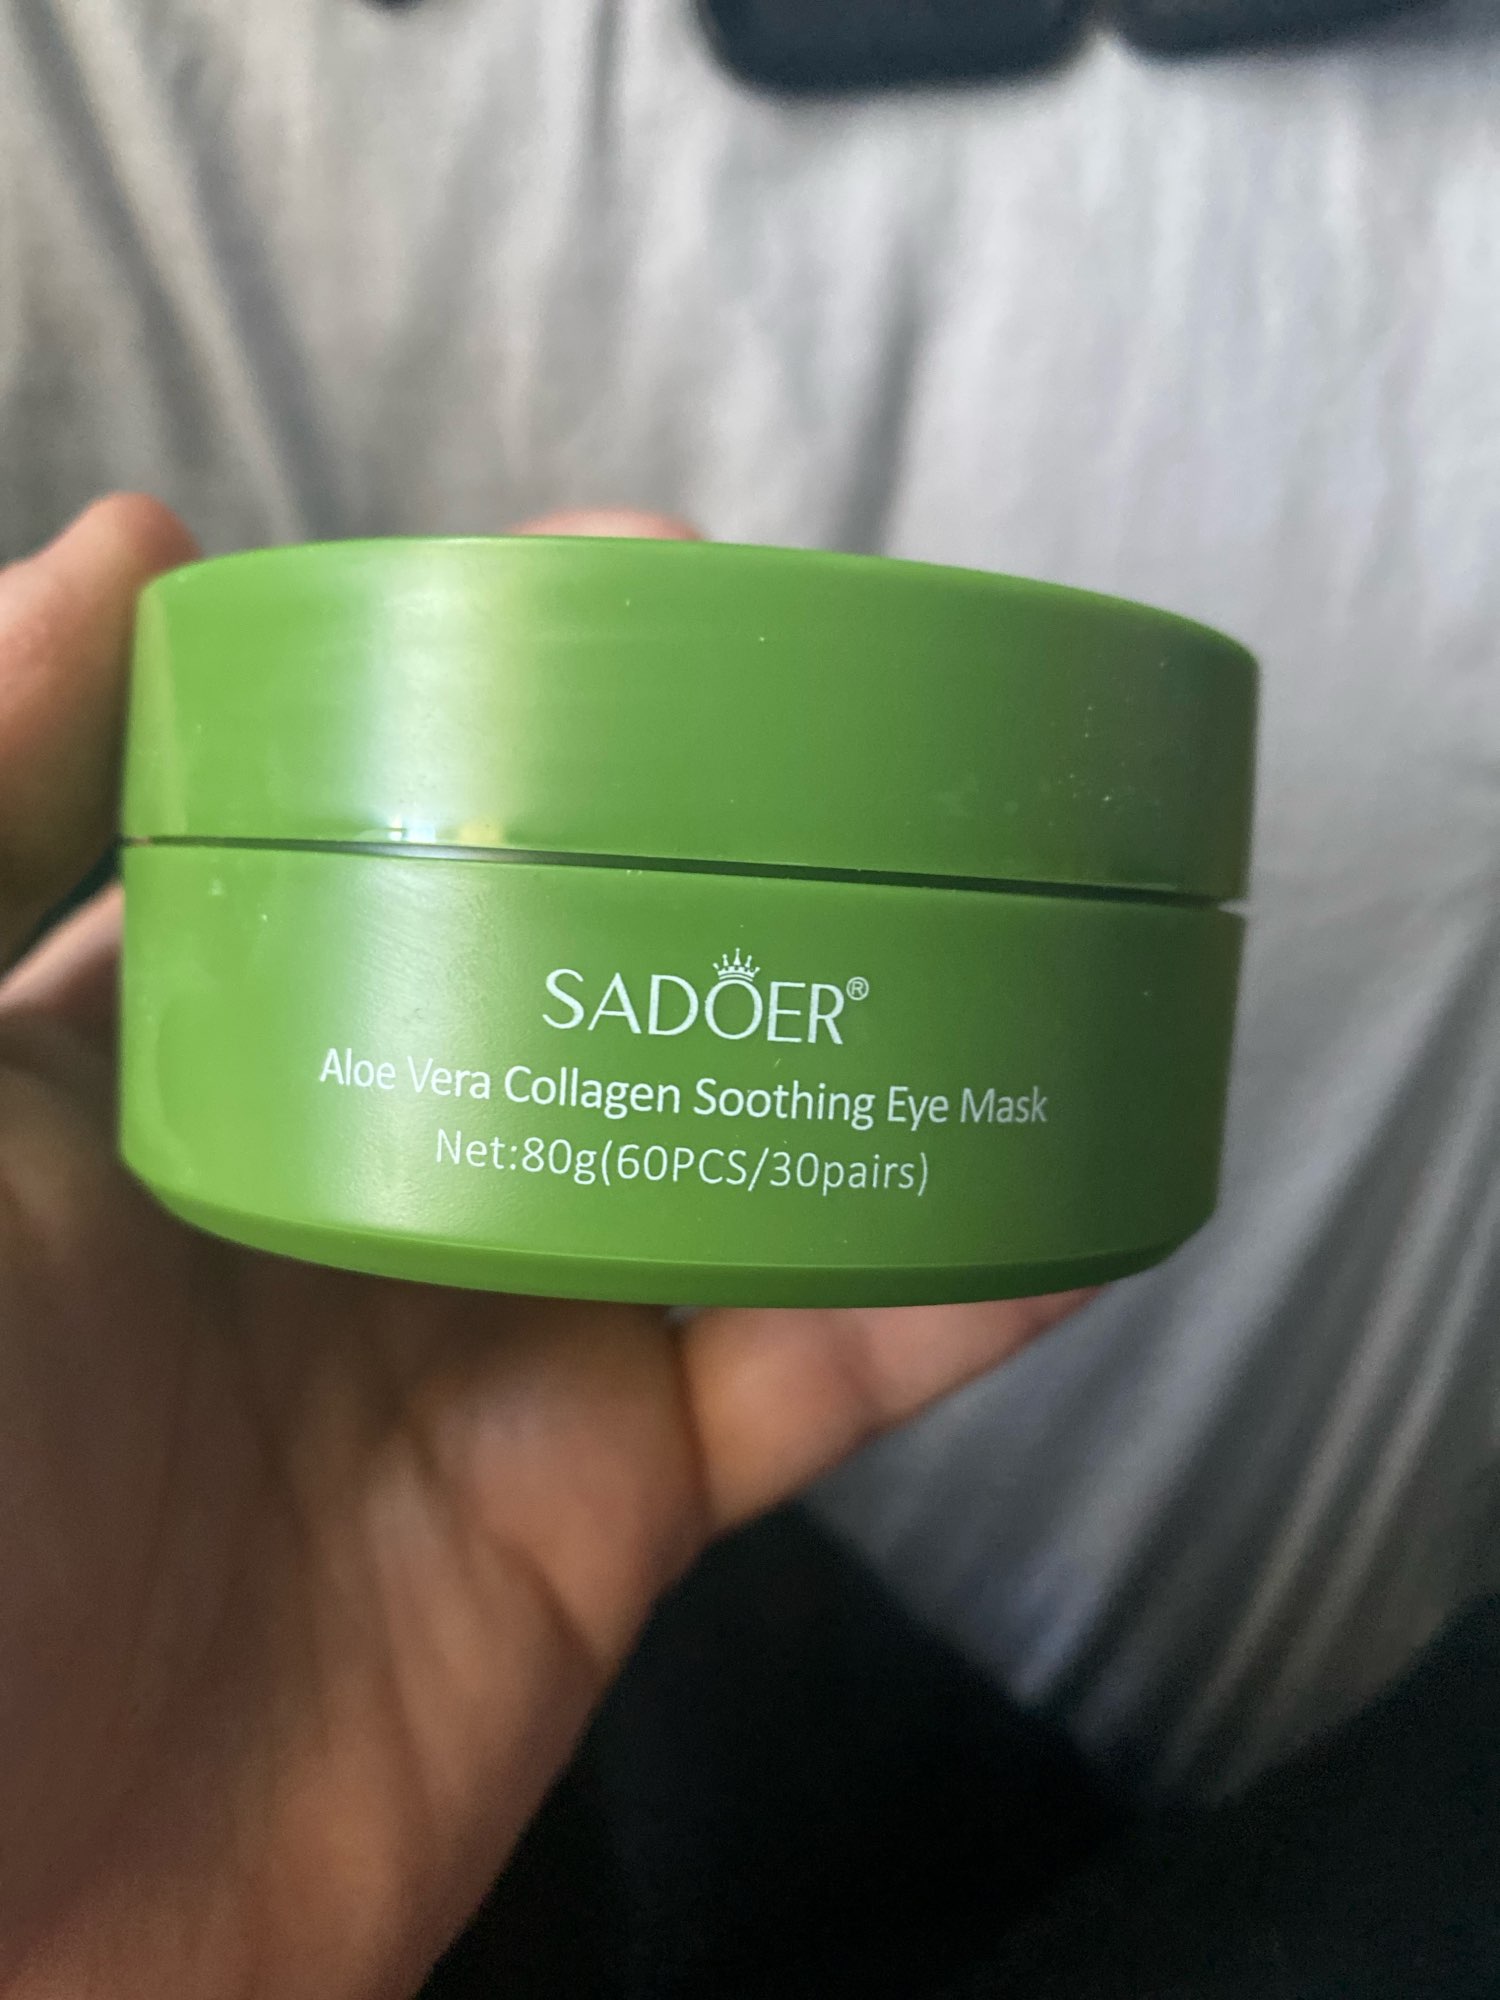 SADOER®
Aloe Vera Collagen Soothing Eye Mask
Net:80g(60PCS/30pairs)